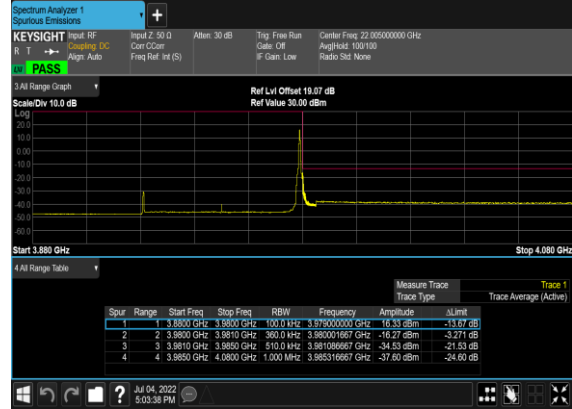 Spectrum Analyzer 1
Spurious Emissions
KEYSIGHT Input: RF Input Z: 50 Ω Atten: 30 dB Trig: Free Run Center Freq: 22.005000000 GHz
R T Coupling: DC Corr CCorr Gate: Off Avg|Hold: 100/100
Align: Auto Freq Ref: Int (S) IF Gain: Low Radio Std: None
PASS
3 All Range Graph
Ref Lvl Offset 19.07 dB
Scale/Div 10.0 dB Ref Value 30.00 dBm
Log
20.0
10.0
0.00
-10.0
-20.0
-30.0
-40.0
-50.0
-60.0
Start 3.880 GHz Stop 4.080 GHz
4 All Range Table
Measure Trace Trace 1
Trace Type Trace Average (Active)
Spur Range Start Freq Stop Freq RBW Frequency Amplitude ΔLimit
1 1 3.8800 GHz 3.9800 GHz 100.0 kHz 3.979000000 GHz 16.33 dBm -13.67 dB
2 2 3.9800 GHz 3.9810 GHz 360.0 kHz 3.980001667 GHz -16.27 dBm -3.271 dB
3 3 3.9810 GHz 3.9850 GHz 510.0 kHz 3.981086667 GHz -34.53 dBm -21.53 dB
4 4 3.9850 GHz 4.0800 GHz 1.000 MHz 3.985316667 GHz -37.60 dBm -24.60 dB
? Jul 04, 2022
5:03:38 PM